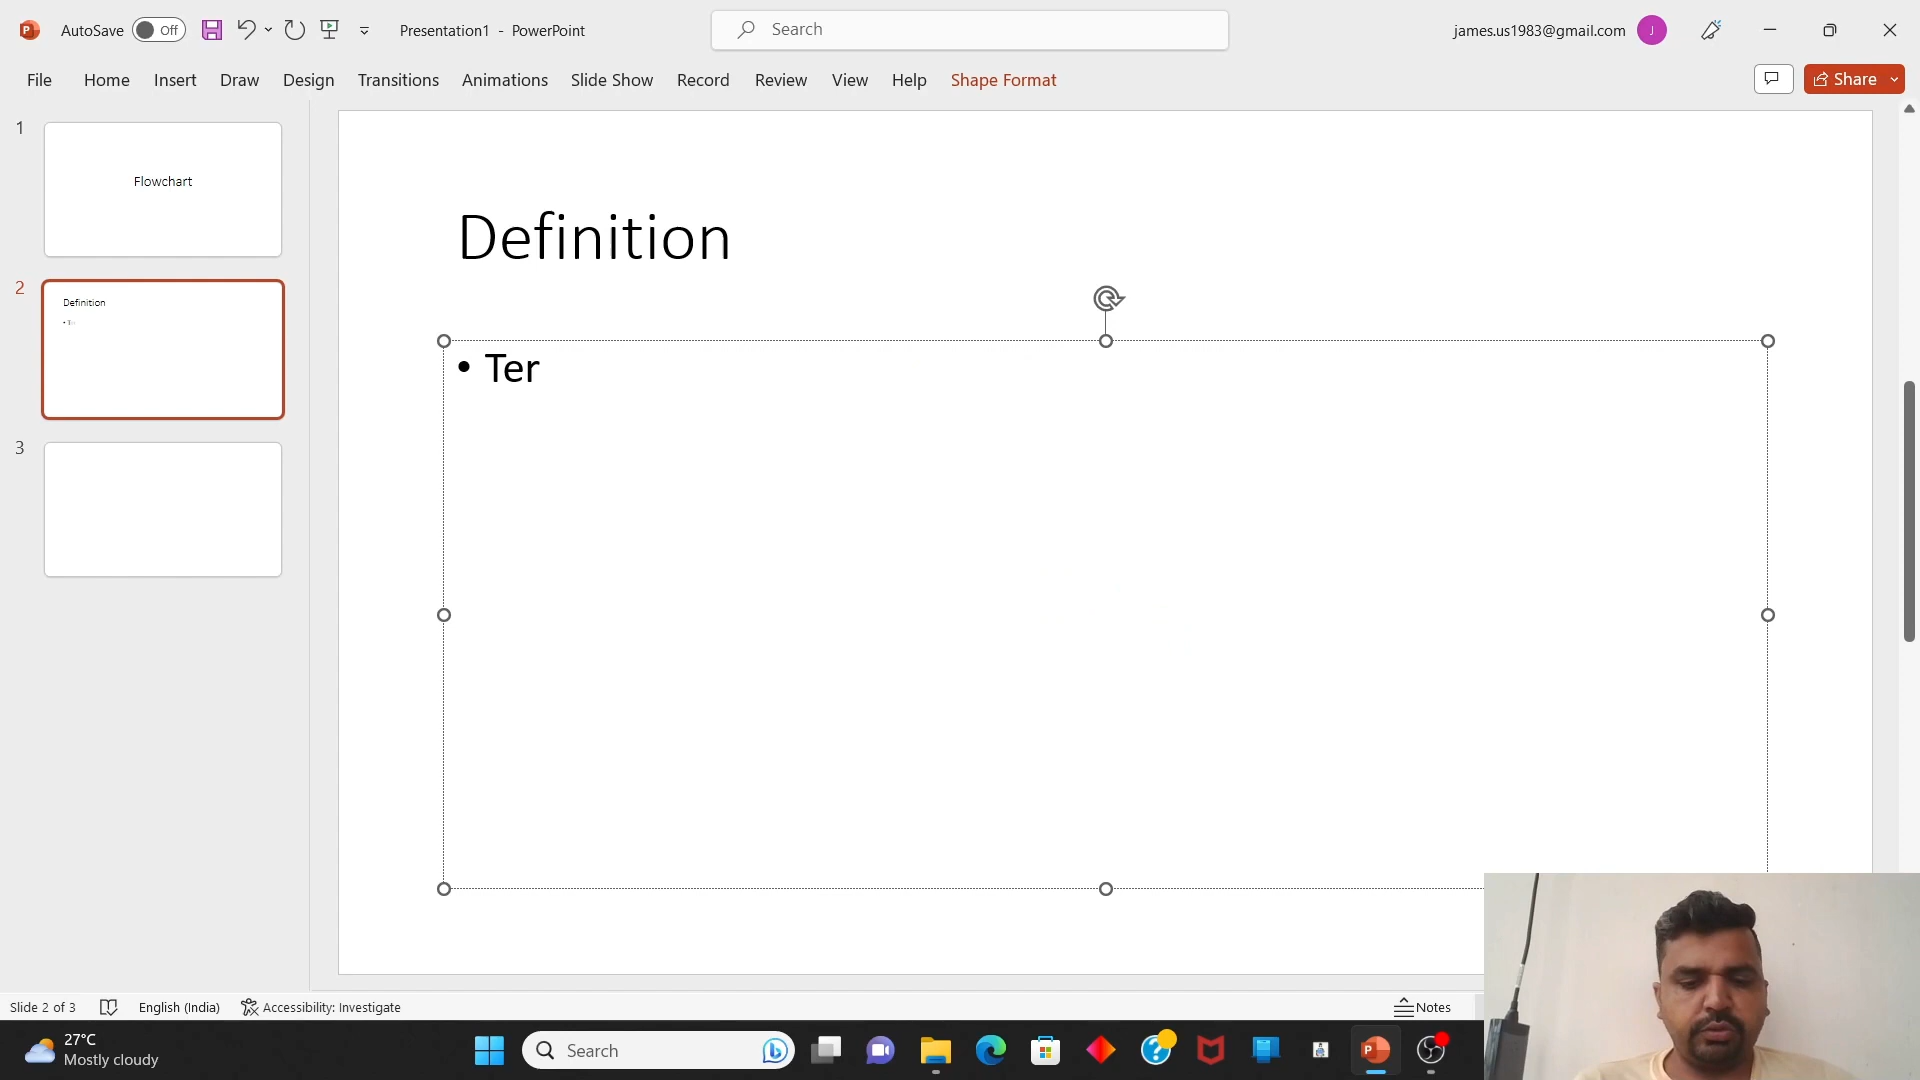 AutoSave Off Presentation1 - PowerPoint Search james.us1983@gmail.com J
File Home Insert Draw Design Transitions Animations Slide Show Record Review View Help Shape Format Share
1
Flowchart
2
Definition
• Ter
3
Definition
• Ter
Slide 2 of 3 English (India) Accessibility: Investigate Notes
27°C
Mostly cloudy
Search